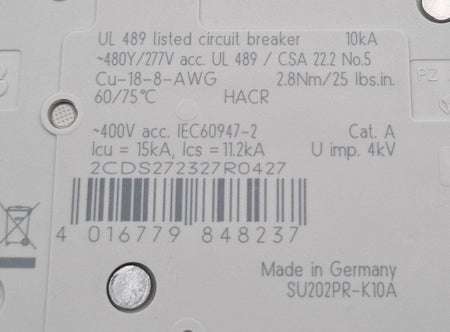 UL 489 listed circuit breaker 10kA
~480Y/277V acc. UL 489 / CSA 22.2 No.5
Cu-18-8-AWG 2.8Nm/25 lbs.in.
60/75°C HACR
PZ
~400V acc. IEC60947-2 Cat. A
Icu = 15kA, Ics = 11.2kA U imp. 4kV
2CDS272327R0427
4 016779 848237
Made in Germany
SU202PR-K10A